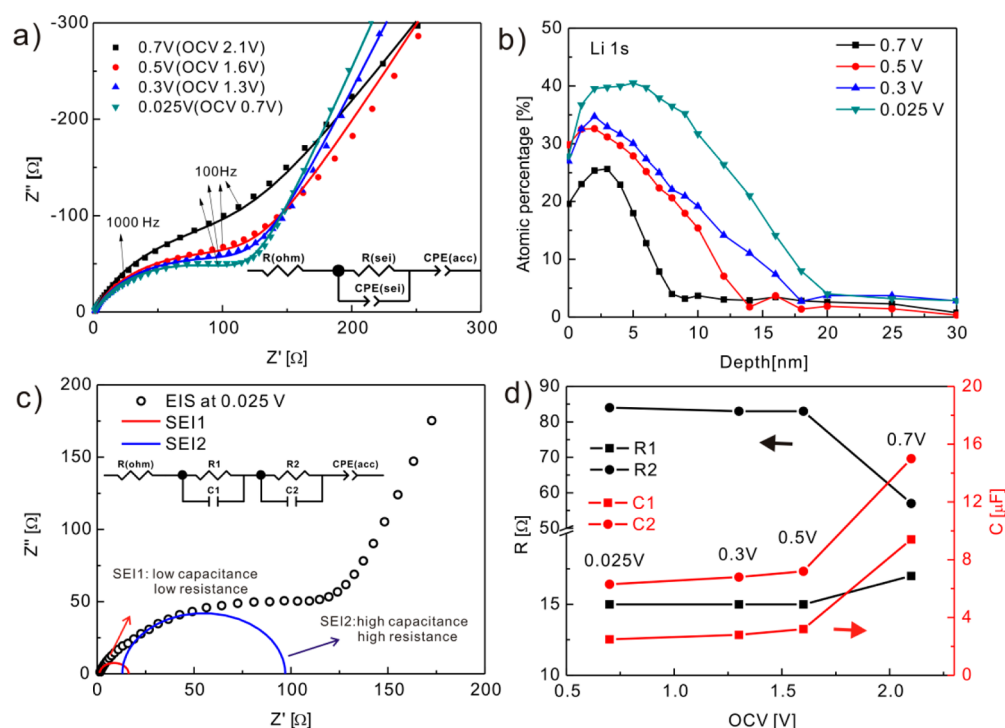 a)
-300
-200
-100
0
Z" [Ω]
0.7V(OCV 2.1V)
0.5V(OCV 1.6V)
0.3V(OCV 1.3V)
0.025V(OCV 0.7V)
1000 Hz
100Hz
R(ohm)
R(sei)
CPE(acc)
CPE(sei)
0
100
200
300
Z' [Ω]
b)
Li 1s
0.7 V
0.5 V
0.3 V
0.025 V
50
40
30
20
10
0
Atomic percentage [%]
0
5
10
15
20
25
30
Depth[nm]
c)
200
150
100
50
0
Z" [Ω]
EIS at 0.025 V
SEI1
SEI2
R(ohm)
R1
R2
CPE(acc)
C1
C2
SEI1: low capacitance
low resistance
SEI2:high capacitance
high resistance
0
50
100
150
200
Z' [Ω]
d)
90
80
70
60
50
15
10
R [Ω]
R1
R2
C1
C2
0.025V
0.3V
0.5V
0.7V
20
16
12
8
4
0
C [μF]
0.5
1.0
1.5
2.0
OCV [V]